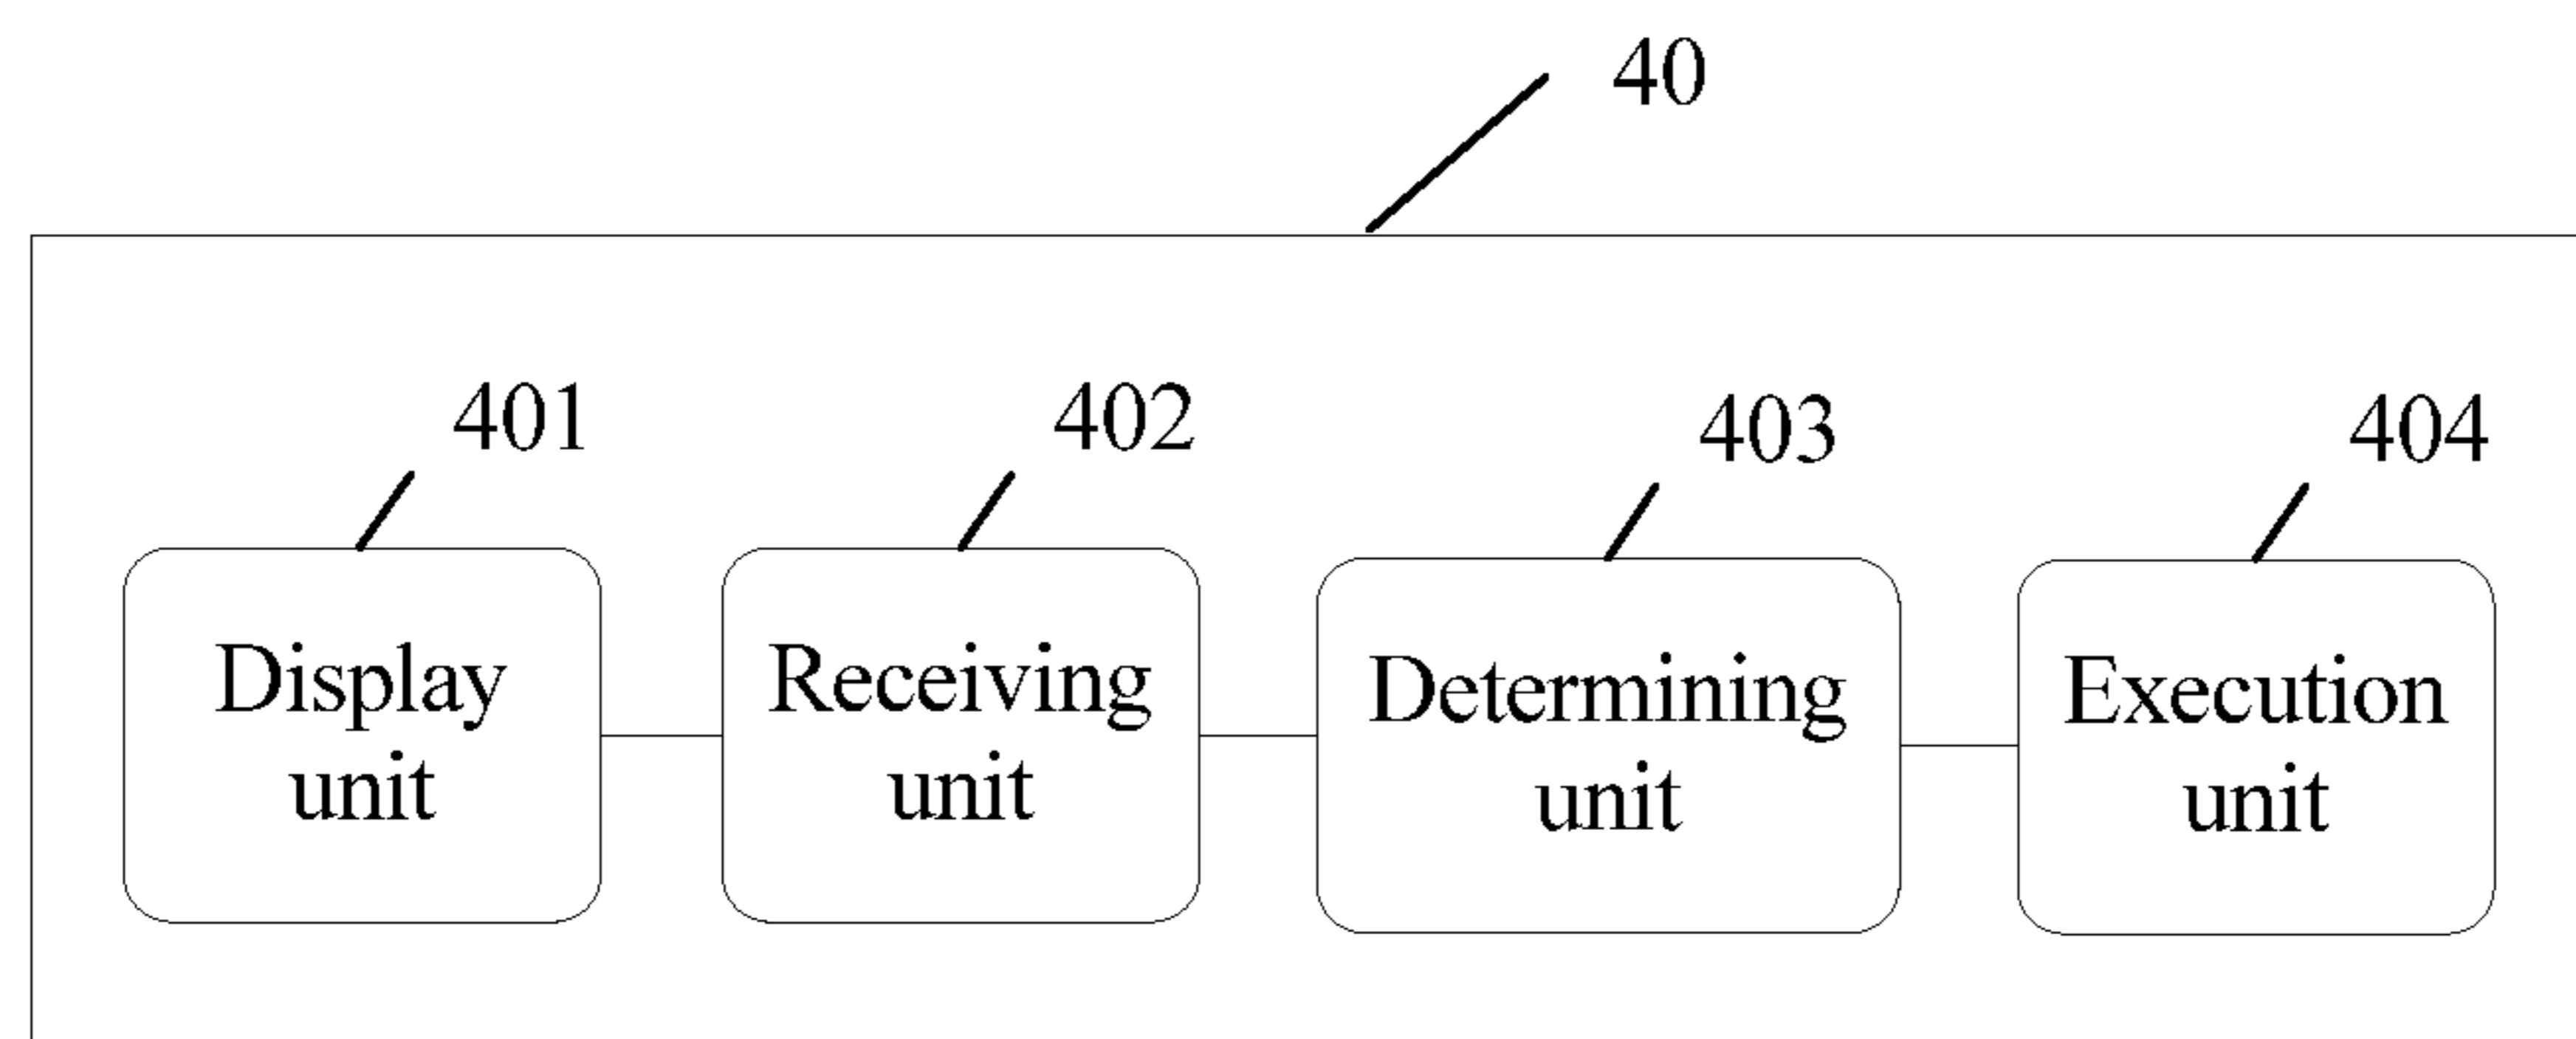 40
401
402
403
404
Display
unit
Receiving
unit
Determining
unit
Execution
unit